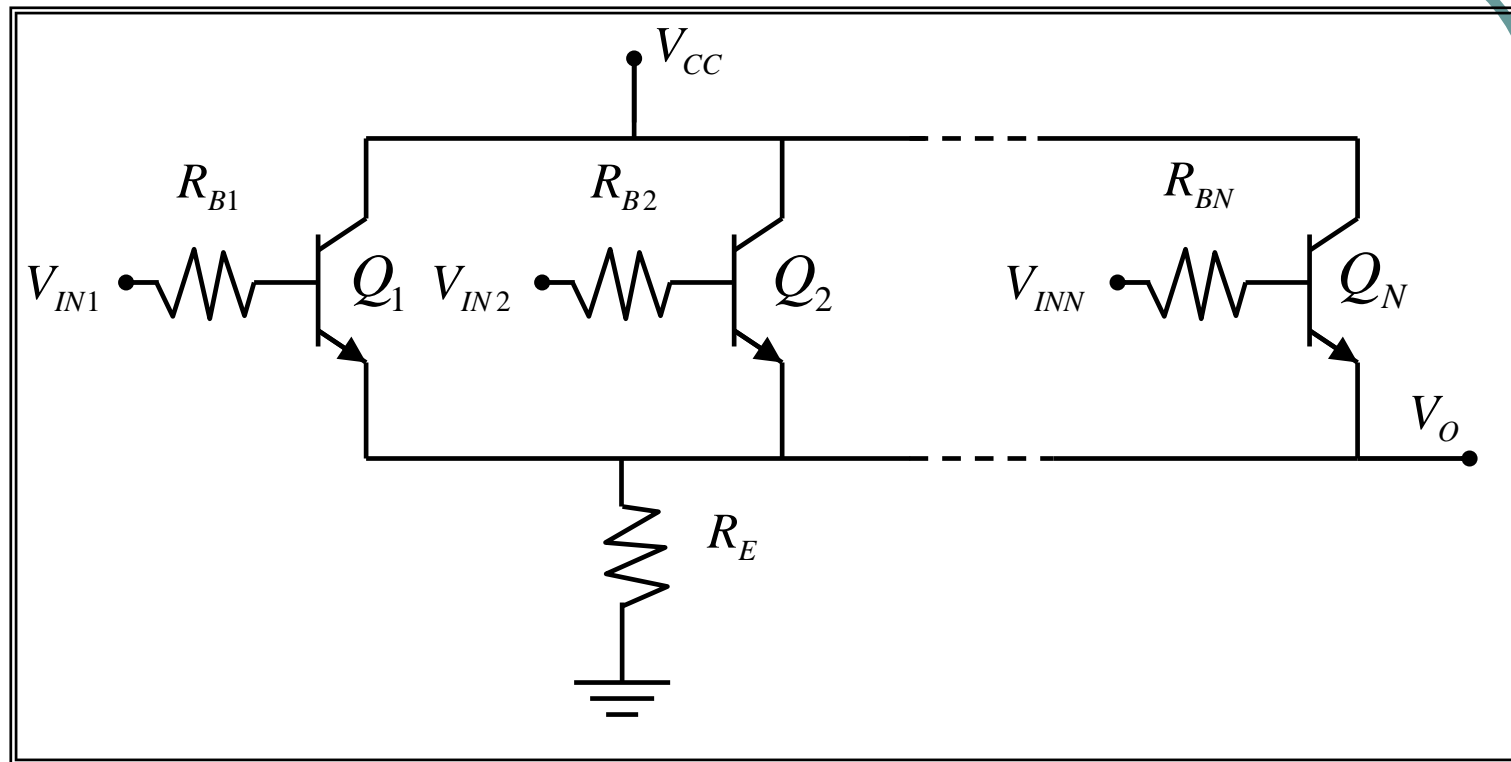 V_CC
R_B1
R_B2
R_BN
V_IN1
Q_1
V_IN2
Q_2
V_INN
Q_N
V_O
R_E